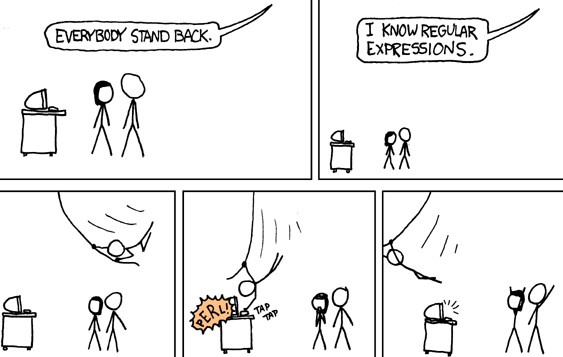 EVERYBODY STAND BACK.
I KNOW REGULAR
EXPRESSIONS.
PERL!
TAP
TAP